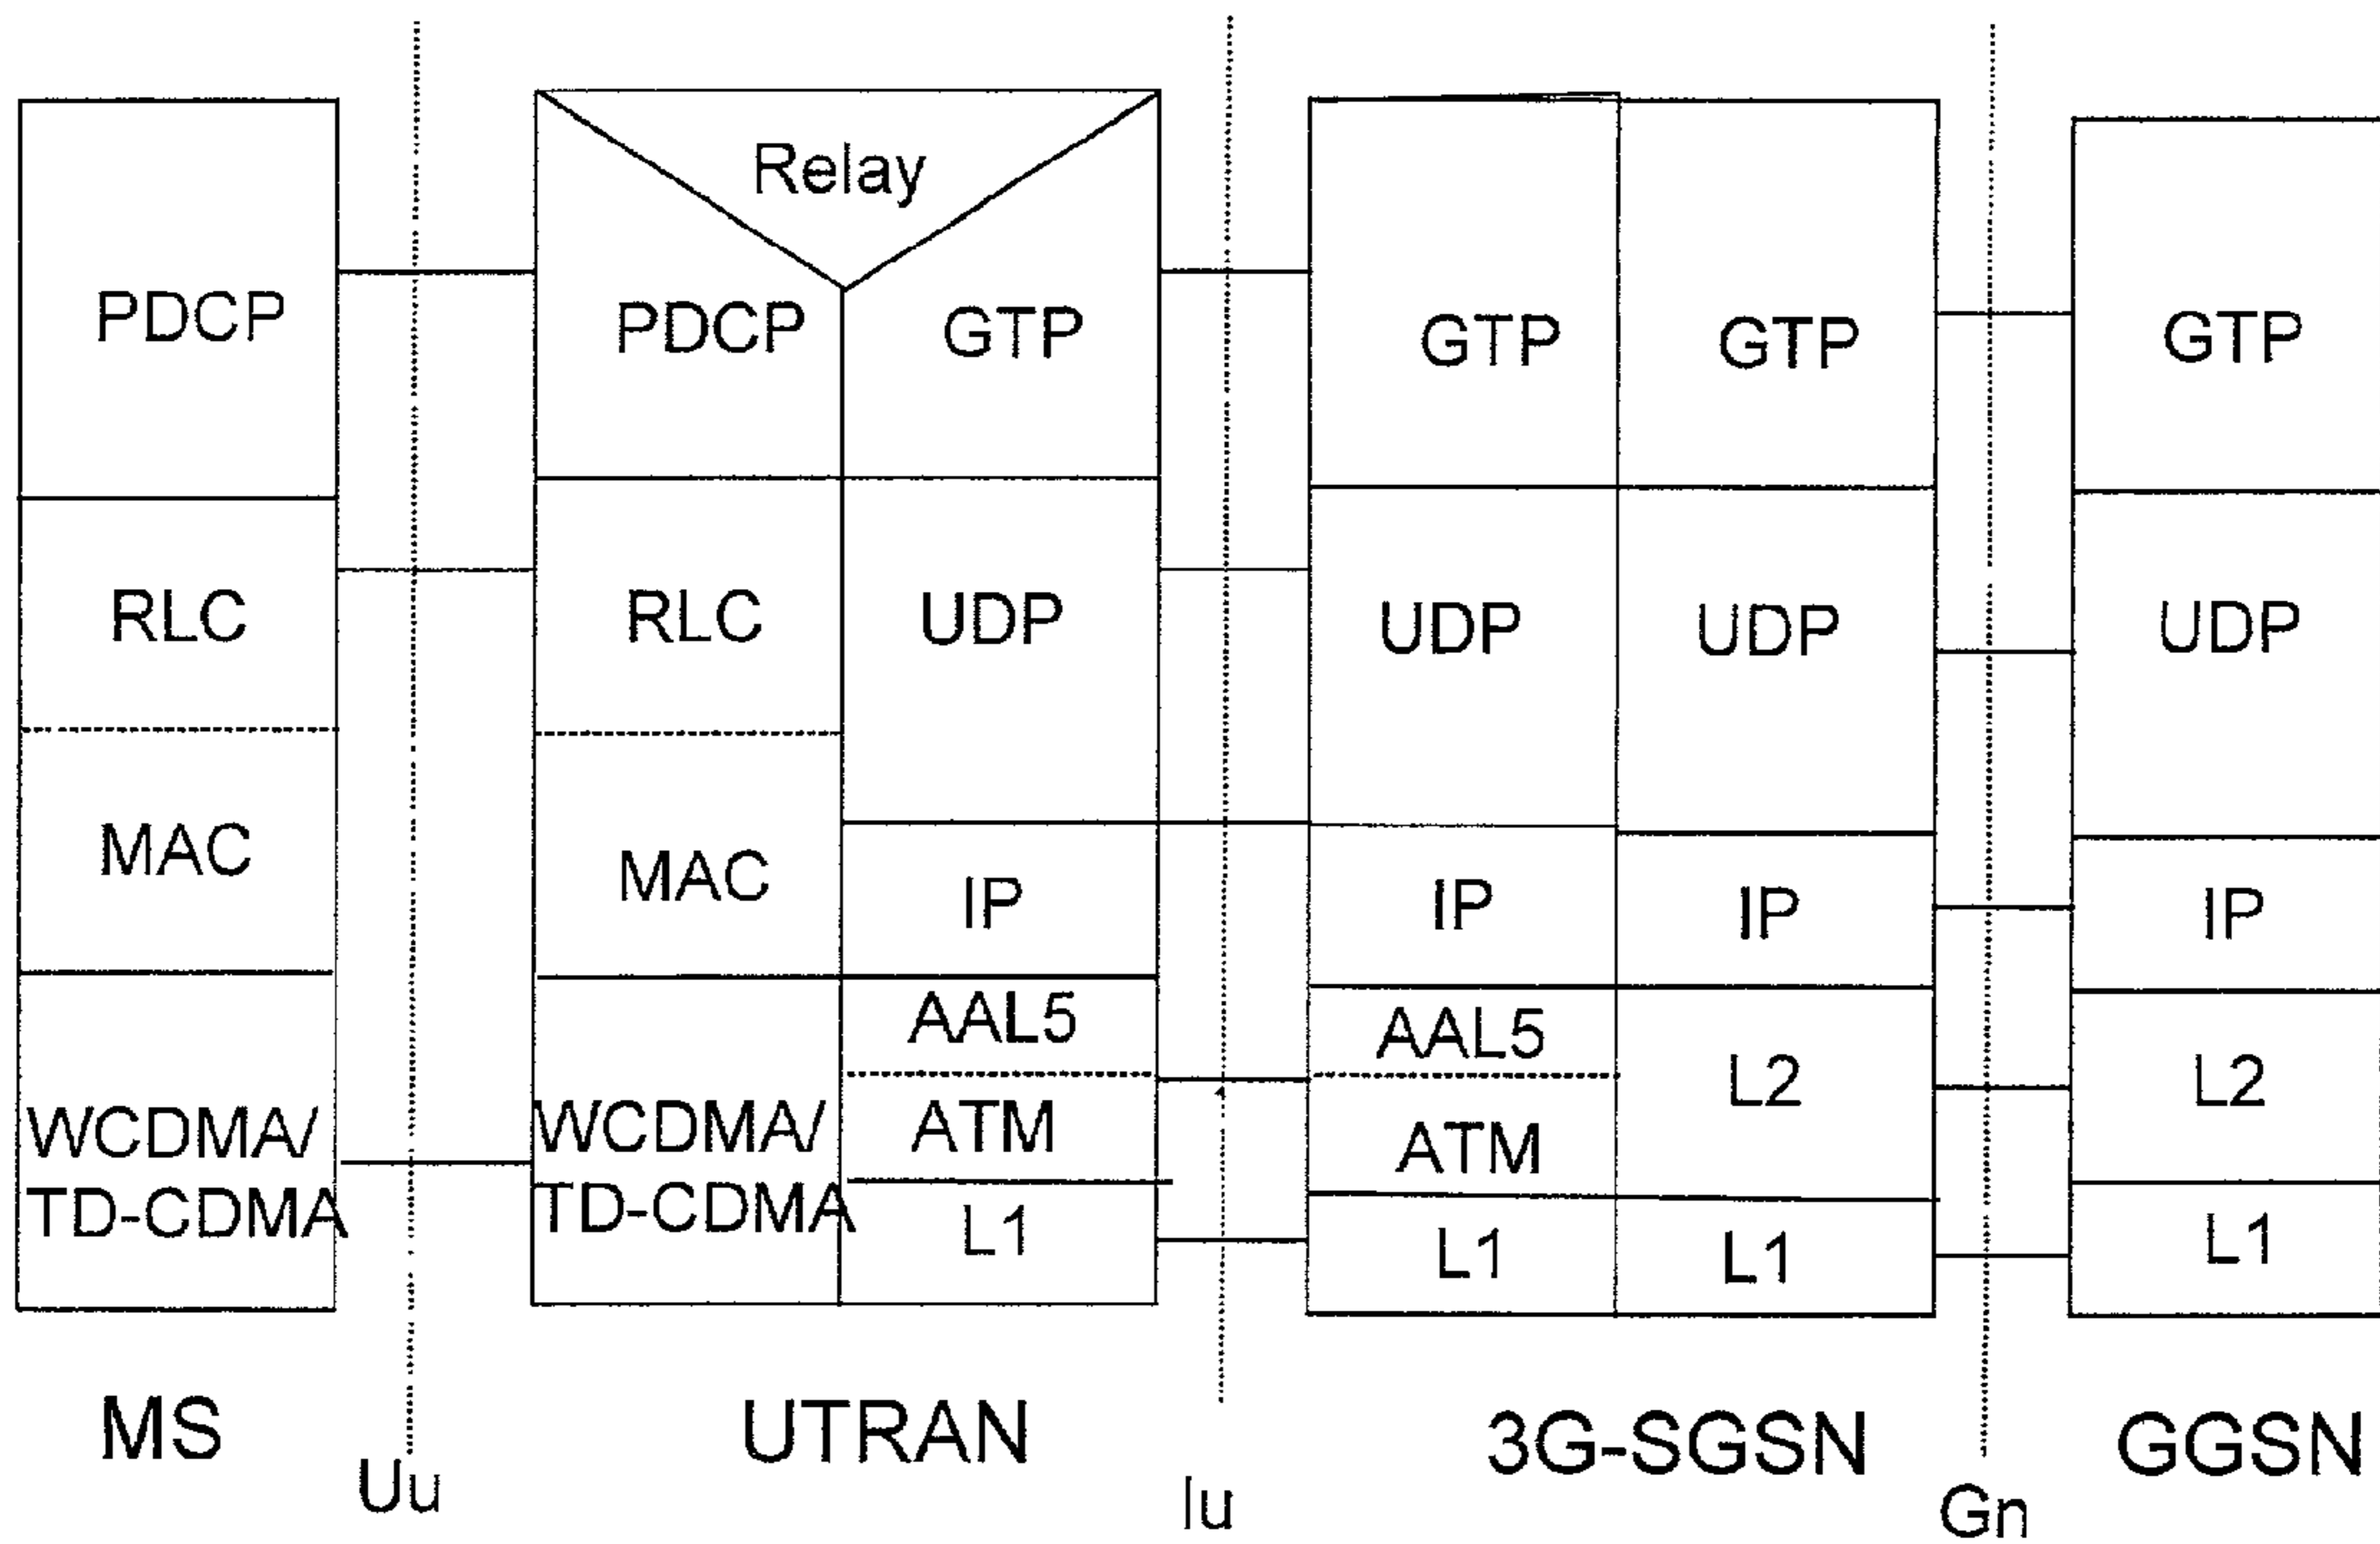 Relay
PDCP
PDCP
GTP
GTP
GTP
GTP
RLC
RLC
UDP
UDP
UDP
UDP
MAC
MAC
IP
IP
IP
IP
AAL5
AAL5
L2
L2
WCDMA/
TD-CDMA
WCDMA/
TD-CDMA
ATM
ATM
L1
L1
L1
L1
MS
UTRAN
3G-SGSN
GGSN
Uu
Iu
Gn